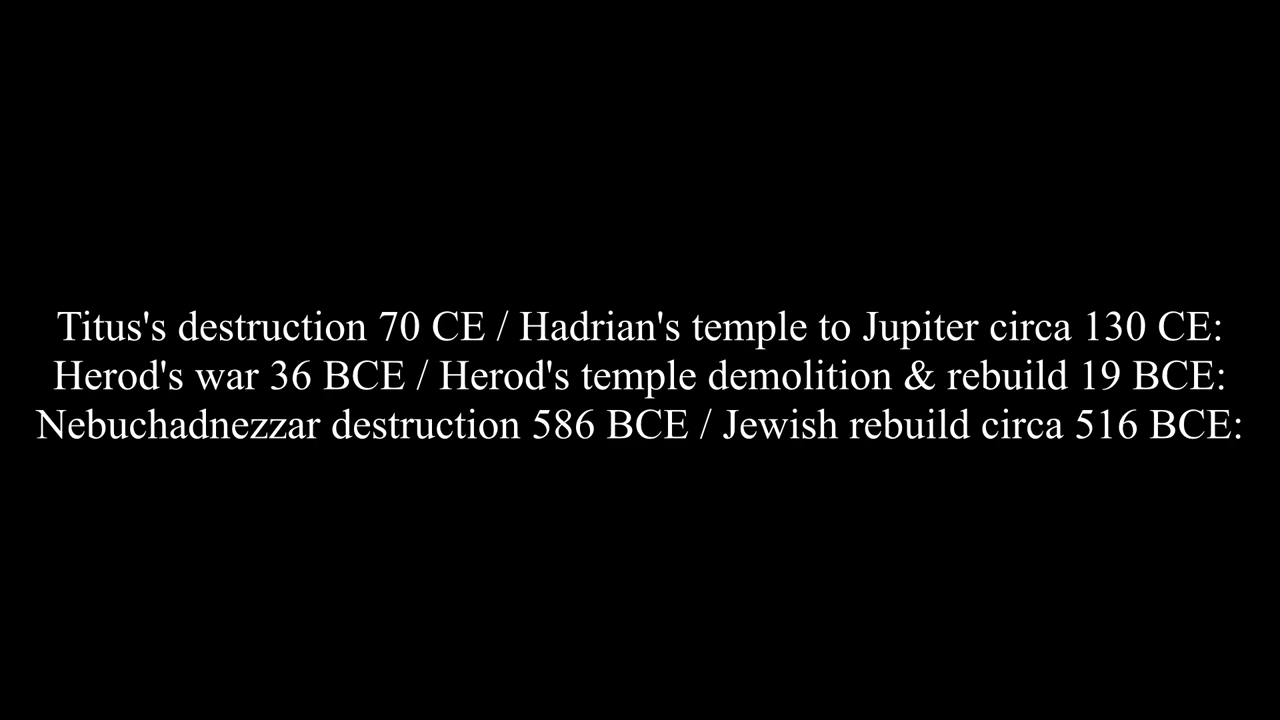 Titus's destruction 70 CE / Hadrian's temple to Jupiter circa 130 CE:
Herod's war 36 BCE / Herod's temple demolition & rebuild 19 BCE:
Nebuchadnezzar destruction 586 BCE / Jewish rebuild circa 516 BCE: